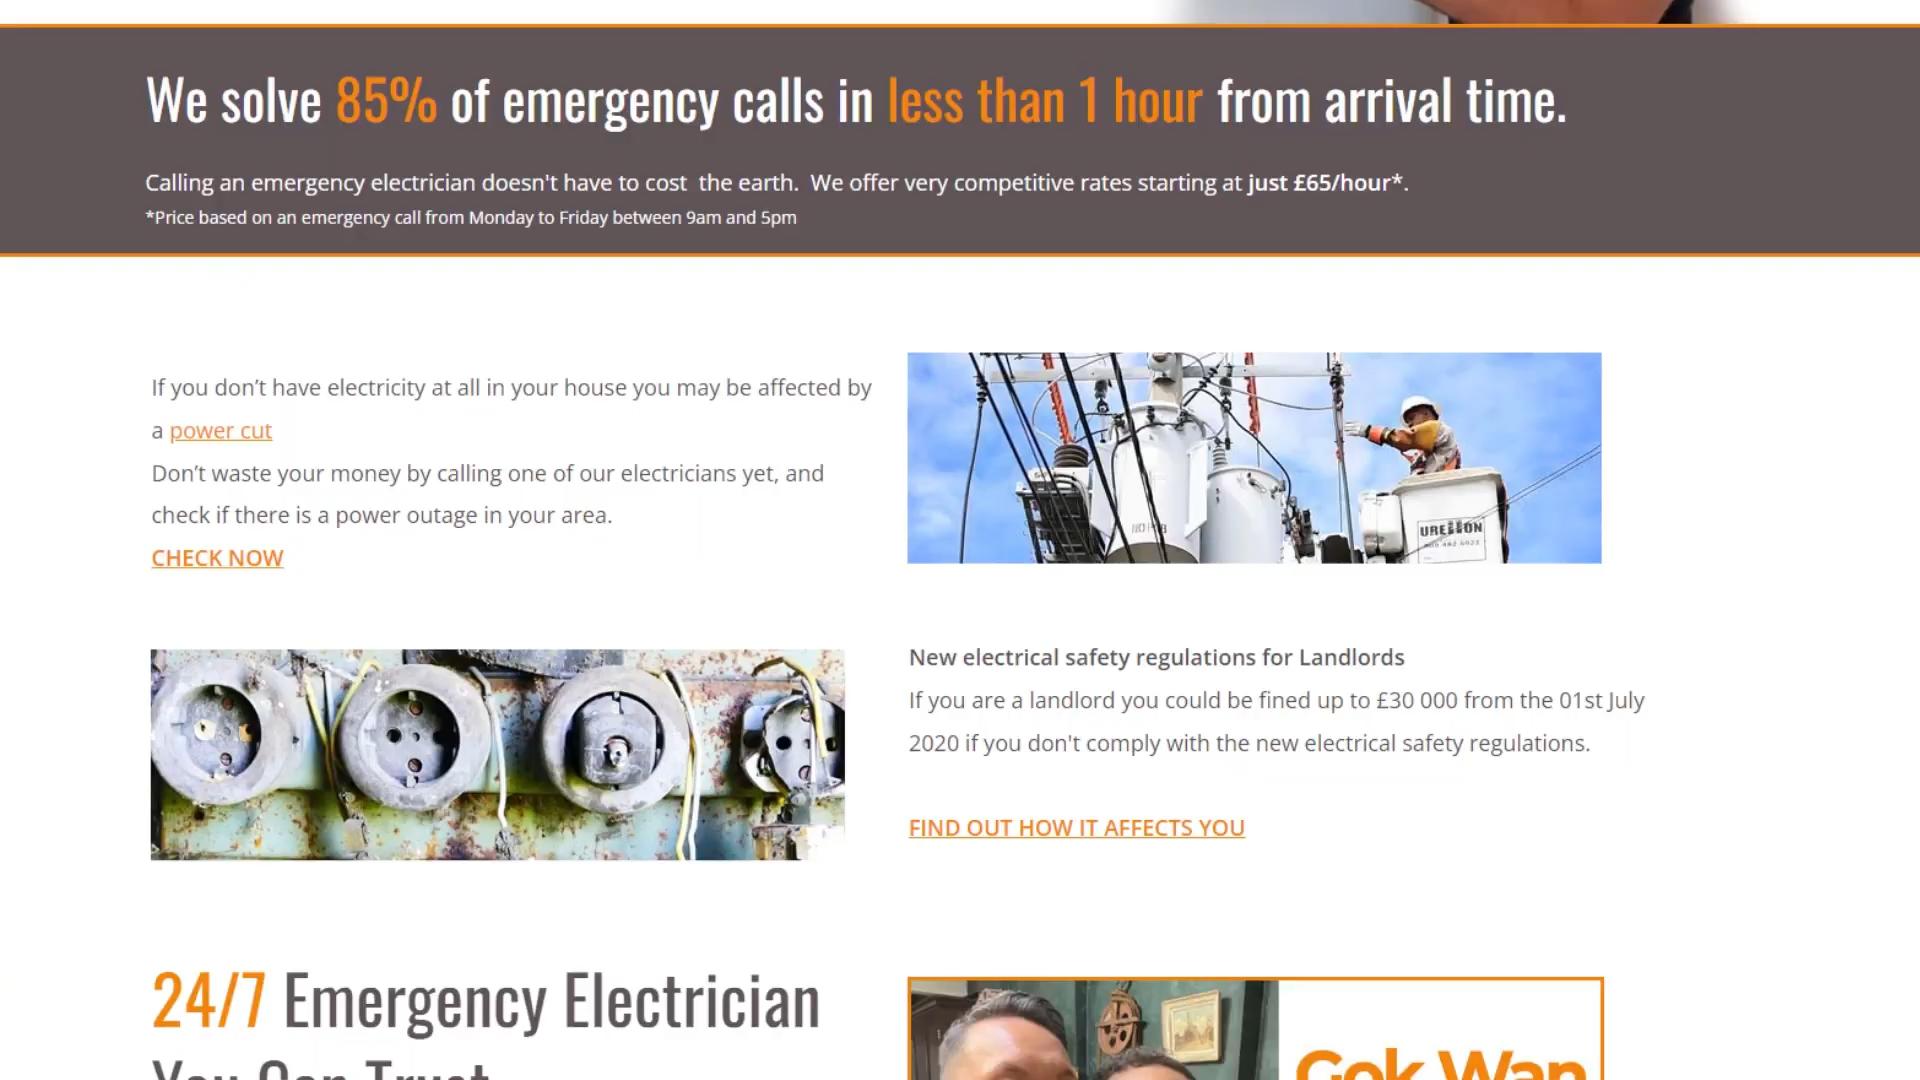 We solve 85% of emergency calls in less than 1 hour from arrival time.
Calling an emergency electrician doesn't have to cost  the earth.  We offer very competitive rates starting at just £65/hour*.
*Price based on an emergency call from Monday to Friday between 9am and 5pm
If you don’t have electricity at all in your house you may be affected by
a power cut
Don’t waste your money by calling one of our electricians yet, and
check if there is a power outage in your area.
CHECK NOW
New electrical safety regulations for Landlords
If you are a landlord you could be fined up to £30 000 from the 01st July
2020 if you don't comply with the new electrical safety regulations.
FIND OUT HOW IT AFFECTS YOU
24/7 Emergency Electrician
You Can Trust
Gok Wan